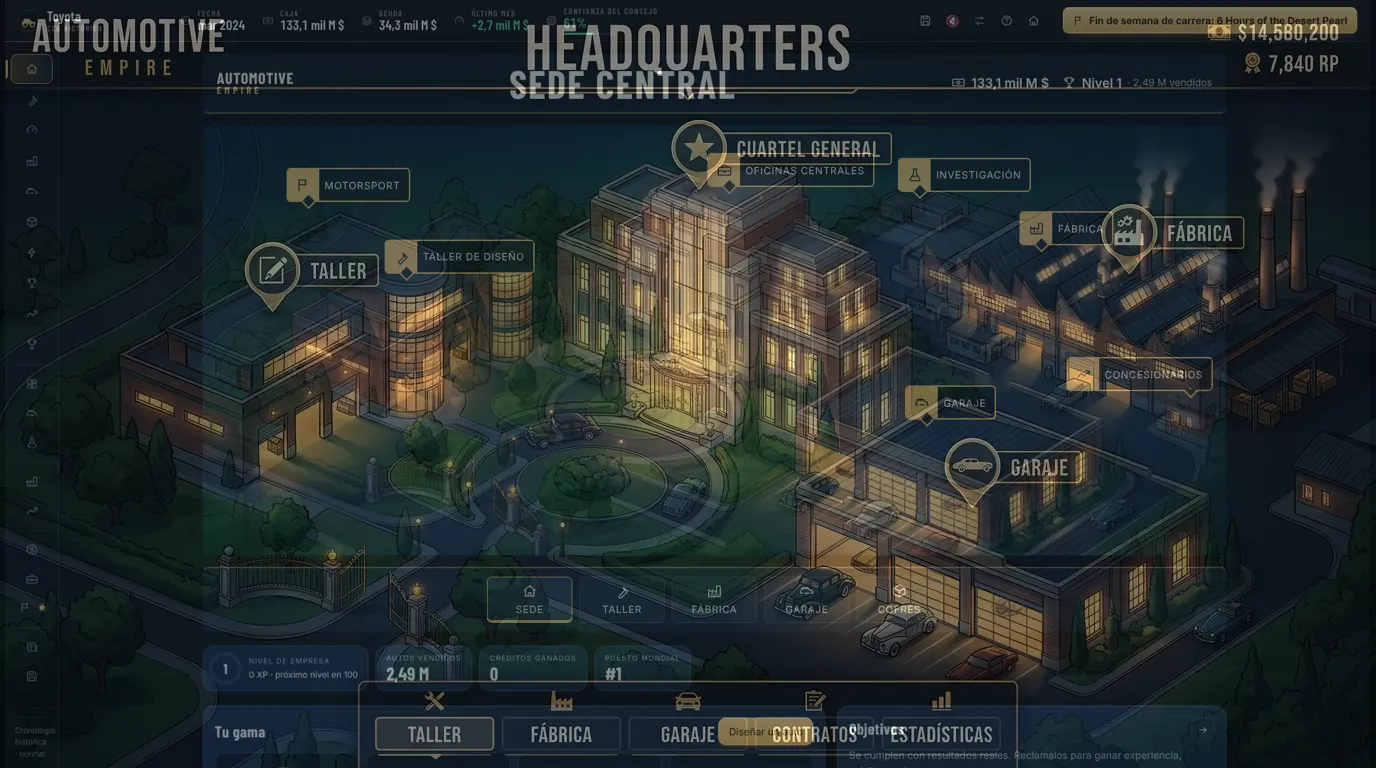 Toyota
FECHA
mar 2024
CAJA
133,1 mil M $
DEUDA
34,3 mil M $
ÚLTIMO MES
+2,7 mil M $
CONFIANZA DEL CONSEJO
61%
Fin de semana de carrera: 6 Hours of the Desert Pearl
AUTOMOTIVE
EMPIRE
HEADQUARTERS
SEDE CENTRAL
$14,580,200
7,840 RP
AUTOMOTIVE
EMPIRE
133,1 mil M $
Nivel 1 · 2,49 M vendidos
CUARTEL GENERAL
OFICINAS CENTRALES
MOTORSPORT
INVESTIGACIÓN
FÁBRICA
FÁBRICA
TALLER
TALLER DE DISEÑO
CONCESIONARIOS
GARAJE
GARAJE
SEDE
TALLER
FÁBRICA
GARAJE
COFRES
1
NIVEL DE EMPRESA
0 XP · próximo nivel en 100
AUTOS VENDIDOS
2,49 M
CRÉDITOS GANADOS
0
PUESTO MUNDIAL
#1
TALLER
FÁBRICA
GARAJE
CONTRATOS
ESTADÍSTICAS
Tu gama
Diseñar
Objetivos
Se cumplen con resultados reales. Reclamalos para ganar experiencia,
Cronología
histórica
· normal